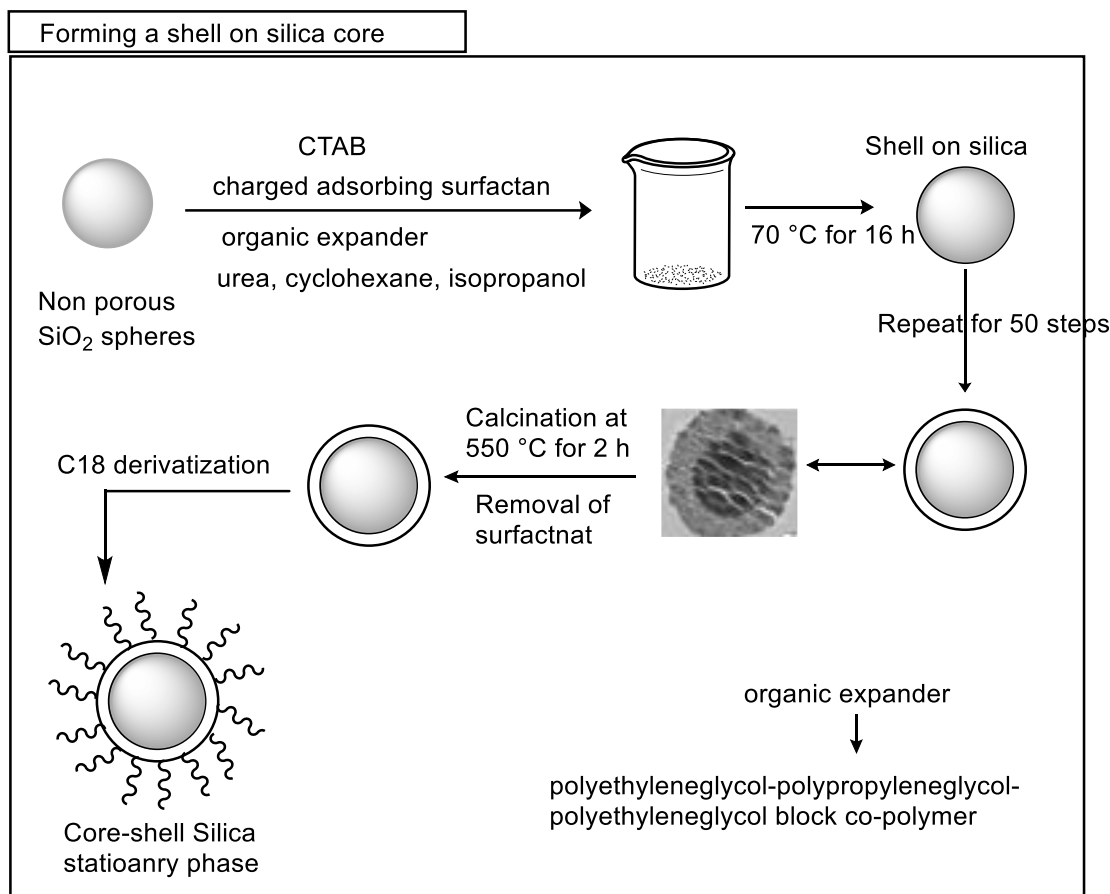 Forming a shell on silica core
CTAB
charged adsorbing surfactan
organic expander
urea, cyclohexane, isopropanol
Non porous
SiO2 spheres
70 °C for 16 h
Shell on silica
Repeat for 50 steps
Calcination at
550 °C for 2 h
Removal of
surfactnat
C18 derivatization
Core-shell Silica
statioanry phase
organic expander
polyethyleneglycol-polypropyleneglycol-
polyethyleneglycol block co-polymer